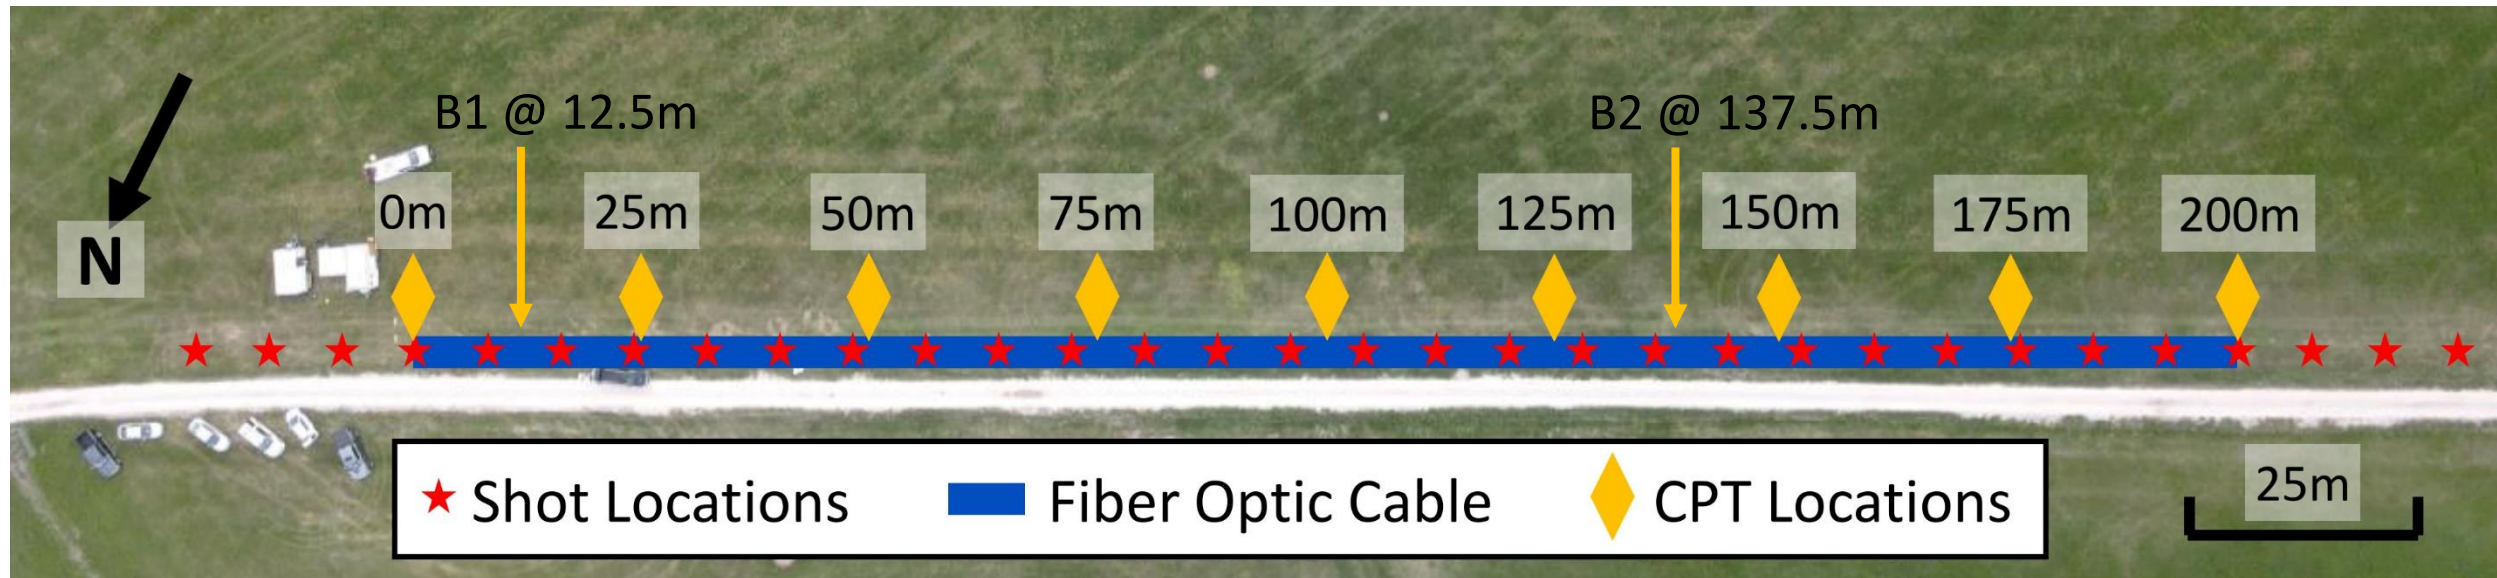 B1 @ 12.5m
B2 @ 137.5m
0m
25m
50m
75m
100m
125m
150m
175m
200m
N
Shot Locations
Fiber Optic Cable
CPT Locations
25m